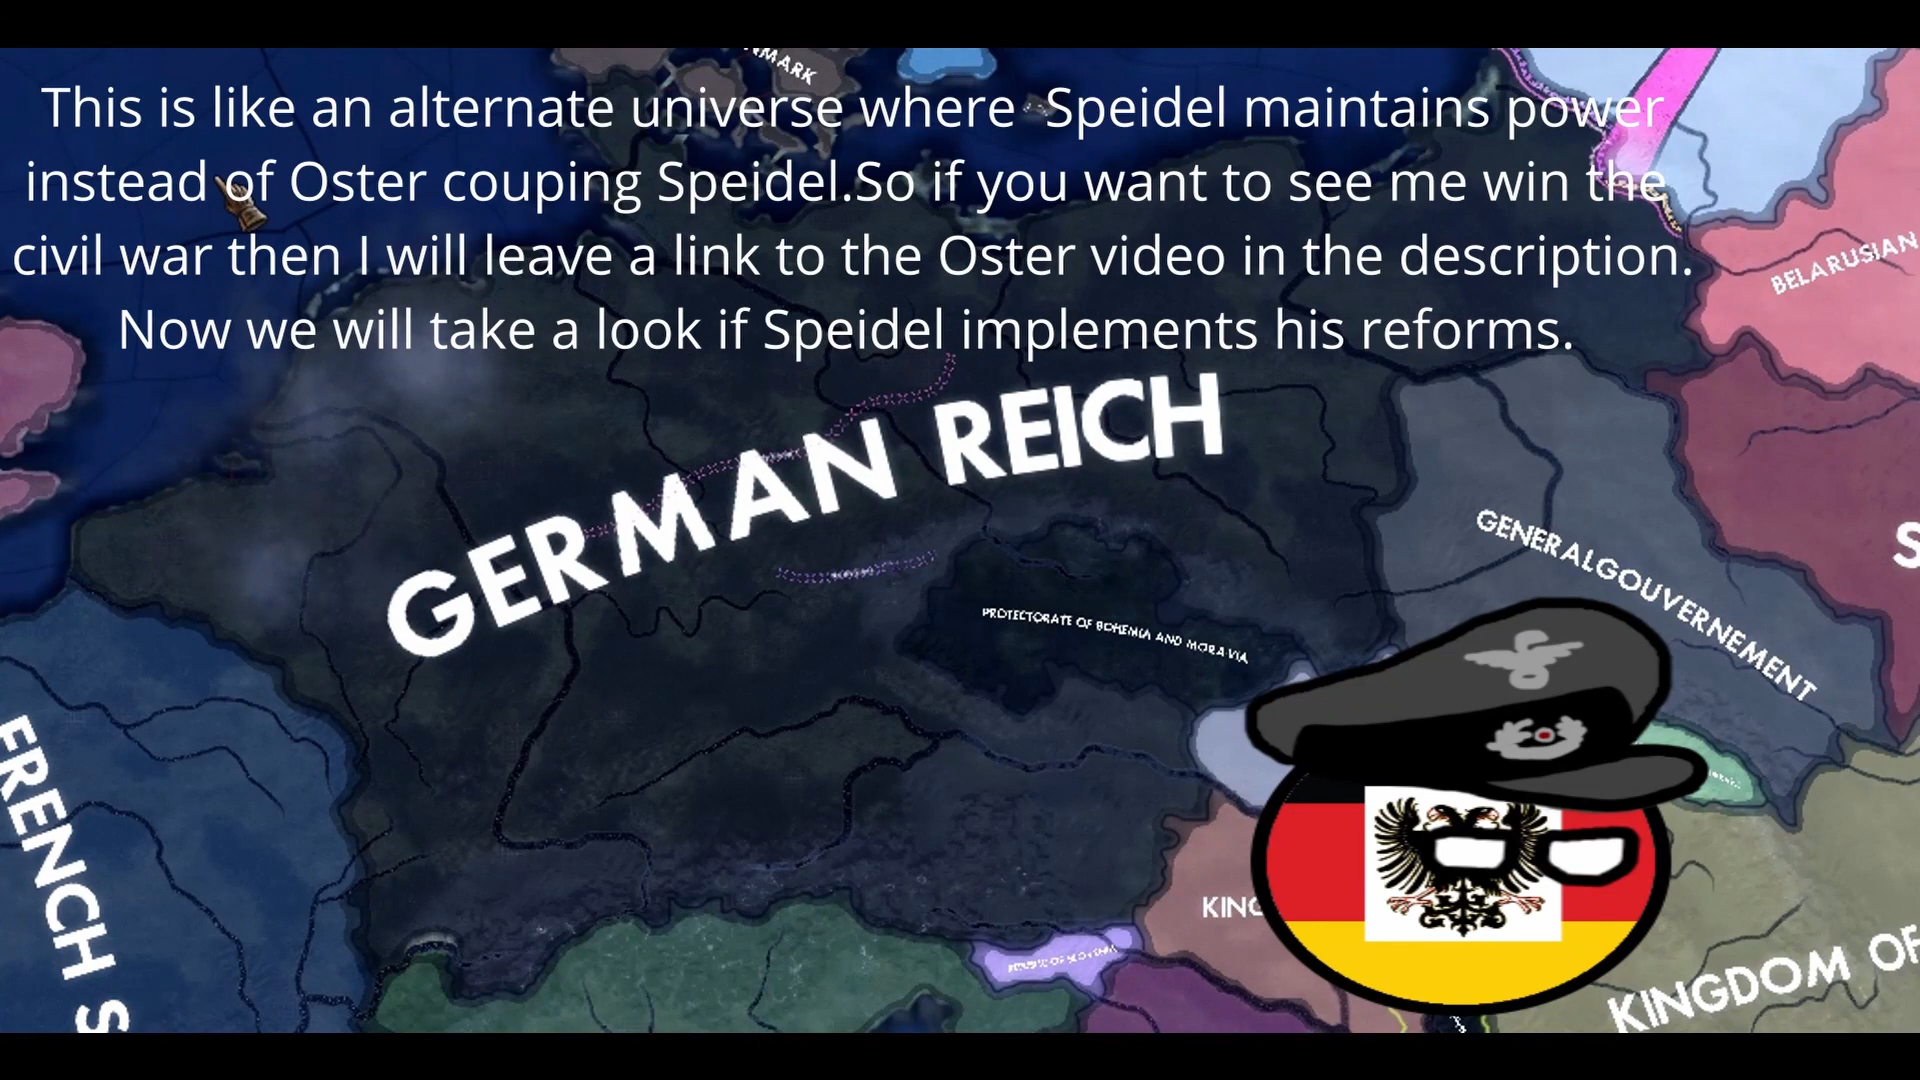 NMARK
This is like an alternate universe where Speidel maintains power
instead of Oster couping Speidel.So if you want to see me win the
civil war then I will leave a link to the Oster video in the description.
Now we will take a look if Speidel implements his reforms.
BELARUSIAN
GERMAN REICH
GENERALGOUVERNEMENT
PROTECTORATE OF BOHEMIA AND MORAVIA
FRENCH S
S
KING
KINGDOM OF